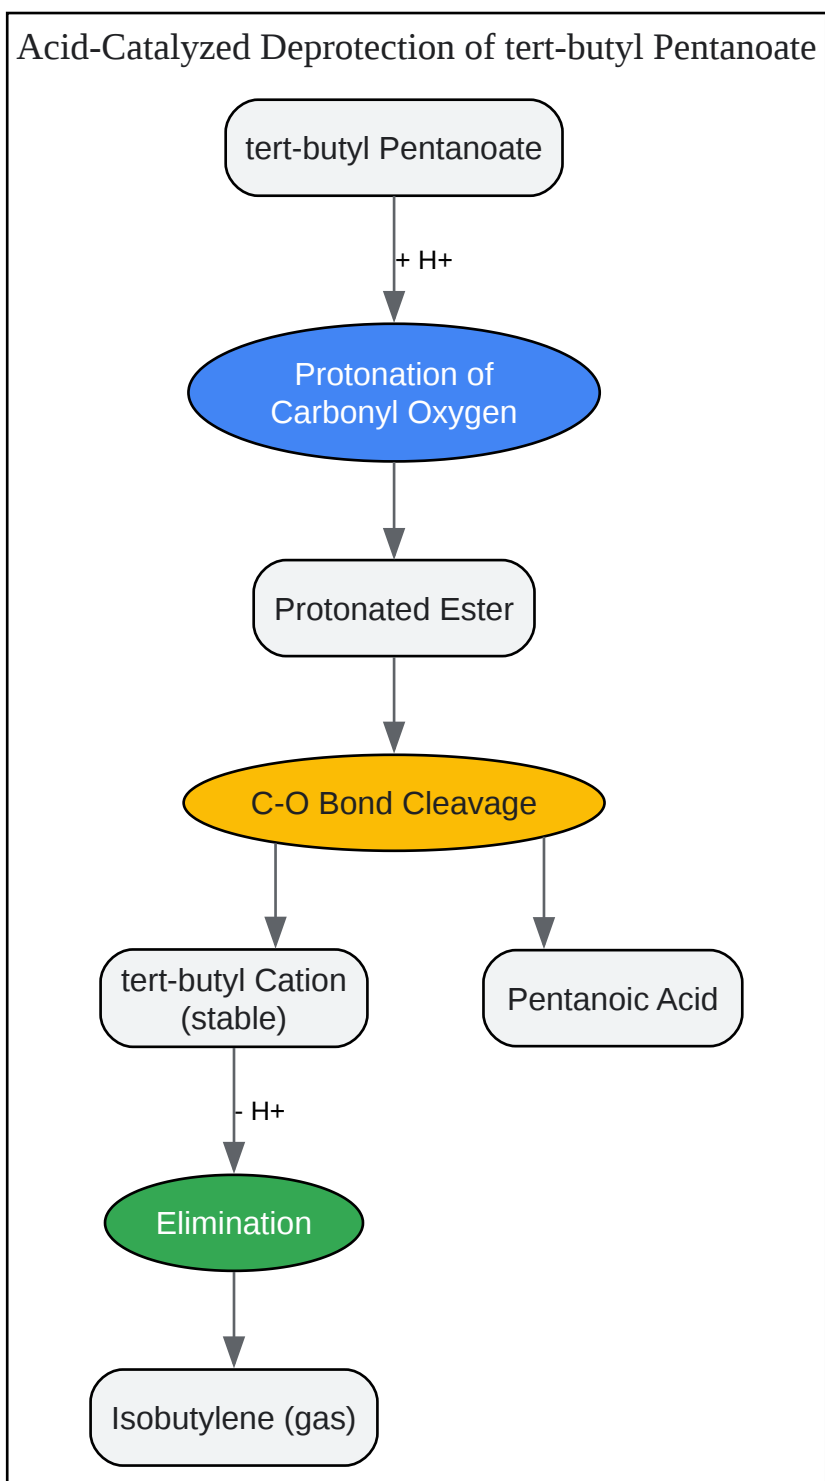 Acid-Catalyzed Deprotection of tert-butyl Pentanoate
tert-butyl Pentanoate
+ H+
Protonation of
Carbonyl Oxygen
Protonated Ester
C-O Bond Cleavage
tert-butyl Cation
(stable)
Pentanoic Acid
- H+
Elimination
Isobutylene (gas)